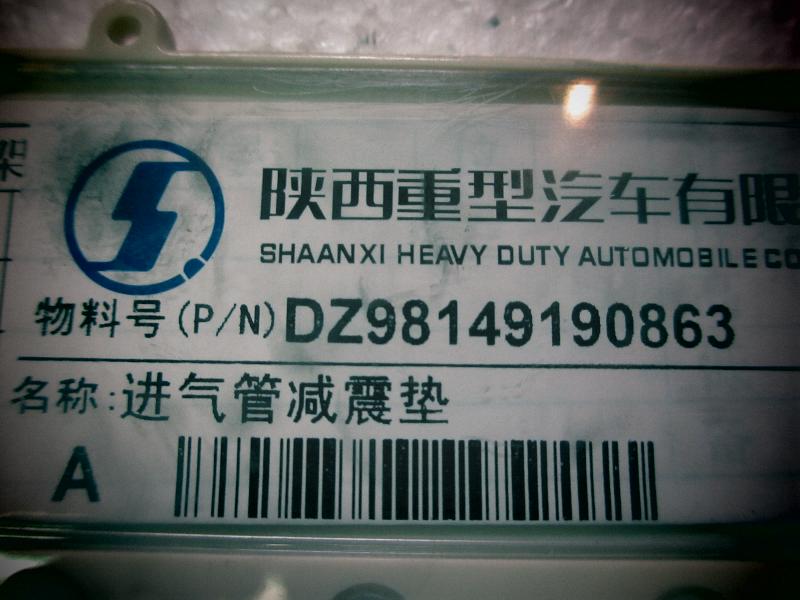 架
陕西重型汽车有限
SHAANXI HEAVY DUTY AUTOMOBILE CO
物料号(P/N)DZ98149190863
名称:进气管减震垫
A